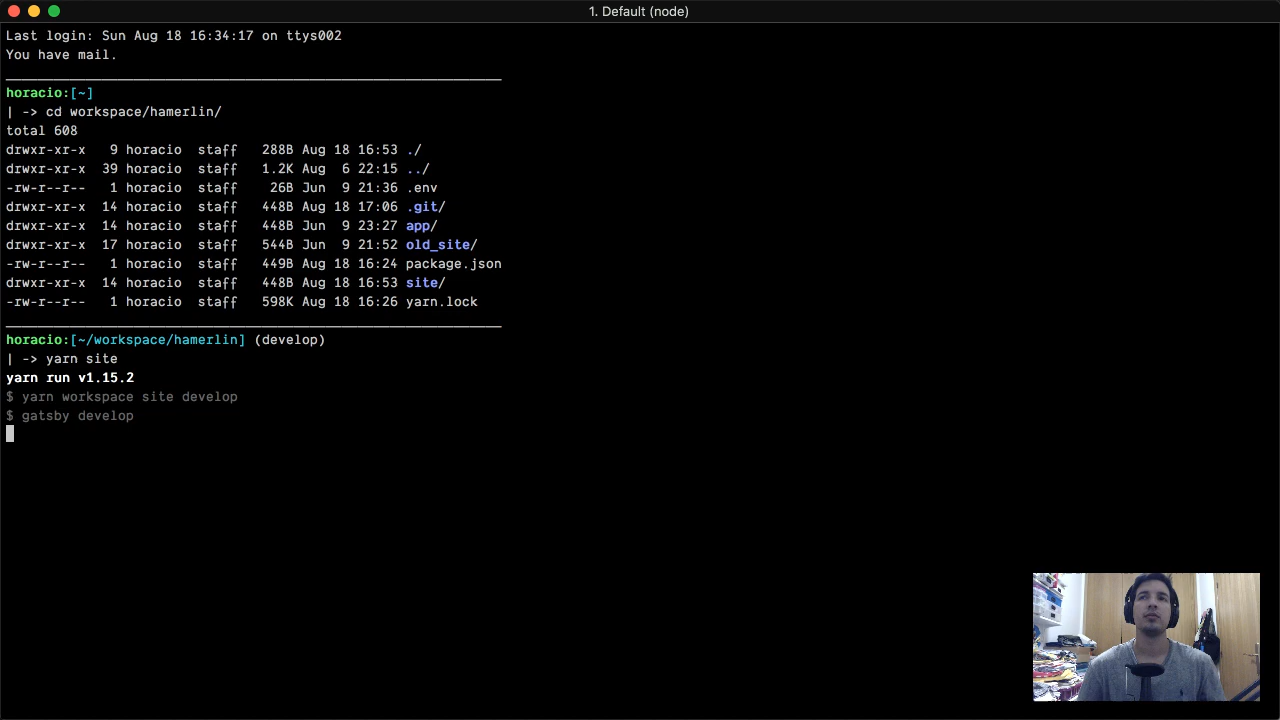 1. Default (node)
Last login: Sun Aug 18 16:34:17 on ttys002
You have mail.
horacio:[~]
| -> cd workspace/hamerlin/
total 608
drwxr-xr-x   9 horacio  staff   288B Aug 18 16:53 ./
drwxr-xr-x  39 horacio  staff   1.2K Aug  6 22:15 ../
-rw-r--r--   1 horacio  staff    26B Jun  9 21:36 .env
drwxr-xr-x  14 horacio  staff   448B Aug 18 17:06 .git/
drwxr-xr-x  14 horacio  staff   448B Jun  9 23:27 app/
drwxr-xr-x  17 horacio  staff   544B Jun  9 21:52 old_site/
-rw-r--r--   1 horacio  staff   449B Aug 18 16:24 package.json
drwxr-xr-x  14 horacio  staff   448B Aug 18 16:53 site/
-rw-r--r--   1 horacio  staff   598K Aug 18 16:26 yarn.lock
horacio:[~/workspace/hamerlin] (develop)
| -> yarn site
yarn run v1.15.2
$ yarn workspace site develop
$ gatsby develop